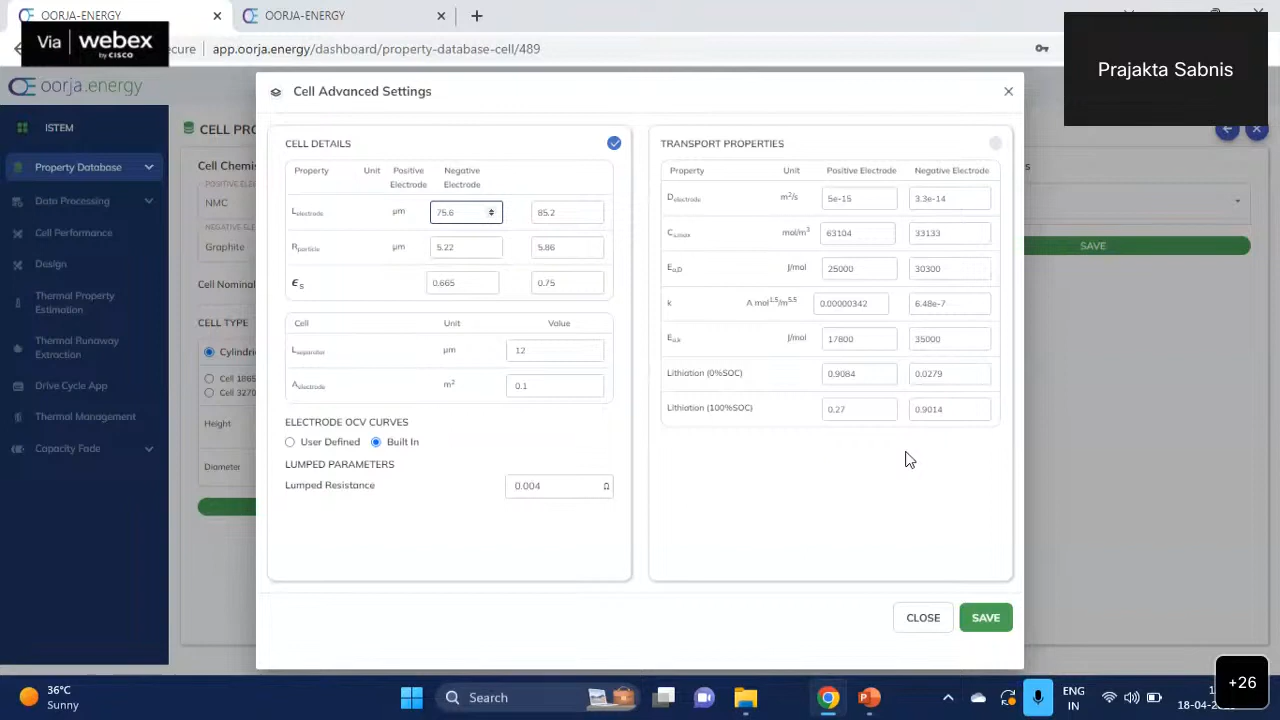 OORJA-ENERGY
OORJA-ENERGY
Via webex
by CISCO
app.oorja.energy/dashboard/property-database-cell/489
Prajakta Sabnis
oorja.energy
ISTEM
Property Database
Data Processing
Cell Performance
Design
Thermal Property
Estimation
Thermal Runaway
Extraction
Drive Cycle App
Thermal Management
Capacity Fade
CELL PRO
Cell Chemis
NMC
Graphite
Cell Nominal
CELL TYPE
Cylindric
Cell 1865
Cell 3270
Height
Diameter
SAVE
Cell Advanced Settings
CELL DETAILS
Property Unit Positive Electrode Negative Electrode
Lelectrode μm 75.6 85.2
Rparticle μm 5.22 5.86
ϵs 0.665 0.75
Cell Unit Value
Lseparator μm 12
Aelectrode m² 0.1
ELECTRODE OCV CURVES
User Defined Built In
LUMPED PARAMETERS
Lumped Resistance 0.004 Ω
TRANSPORT PROPERTIES
Property Unit Positive Electrode Negative Electrode
Delectrode m²/s 5e-15 3.3e-14
Cs,max mol/m³ 63104 33133
Ea,D J/mol 25000 30300
k A mol^1.5/m^5.5 0.00000342 6.48e-7
Ea,k J/mol 17800 35000
Lithiation (0%SOC) 0.9084 0.0279
Lithiation (100%SOC) 0.27 0.9014
CLOSE SAVE
36°C
Sunny
Search
ENG
IN
+26